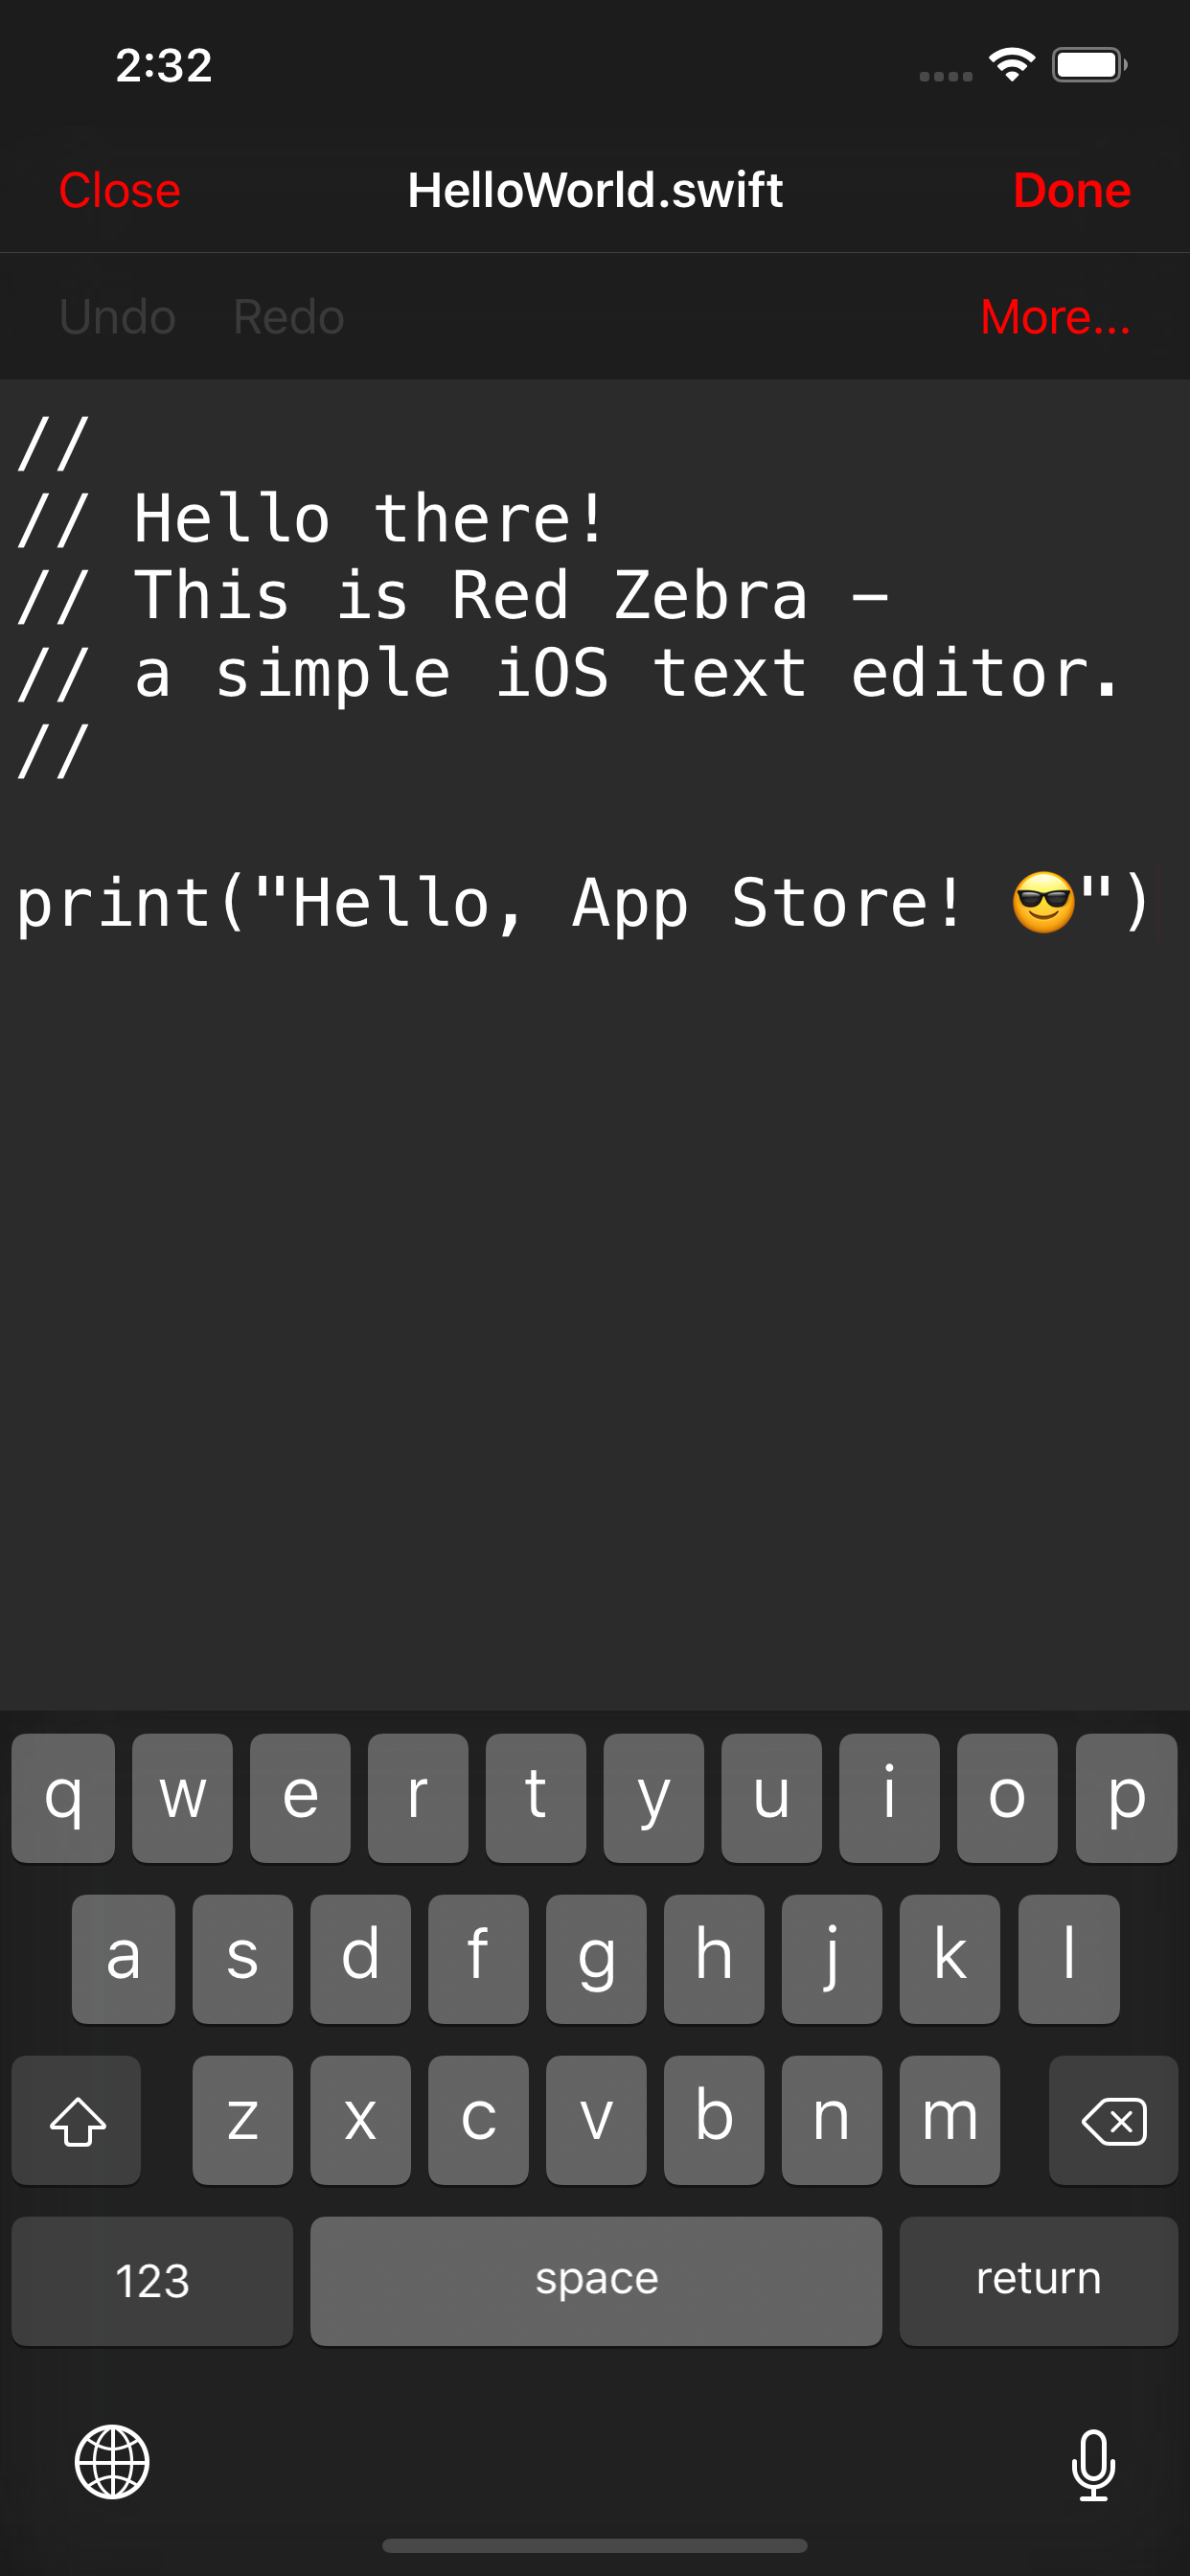 2:32
Close HelloWorld.swift Done
Undo Redo More...
//
// Hello there!
// This is Red Zebra –
// a simple iOS text editor.
//
print("Hello, App Store! 😎")
q w e r t y u i o p
a s d f g h j k l
z x c v b n m
123 space return